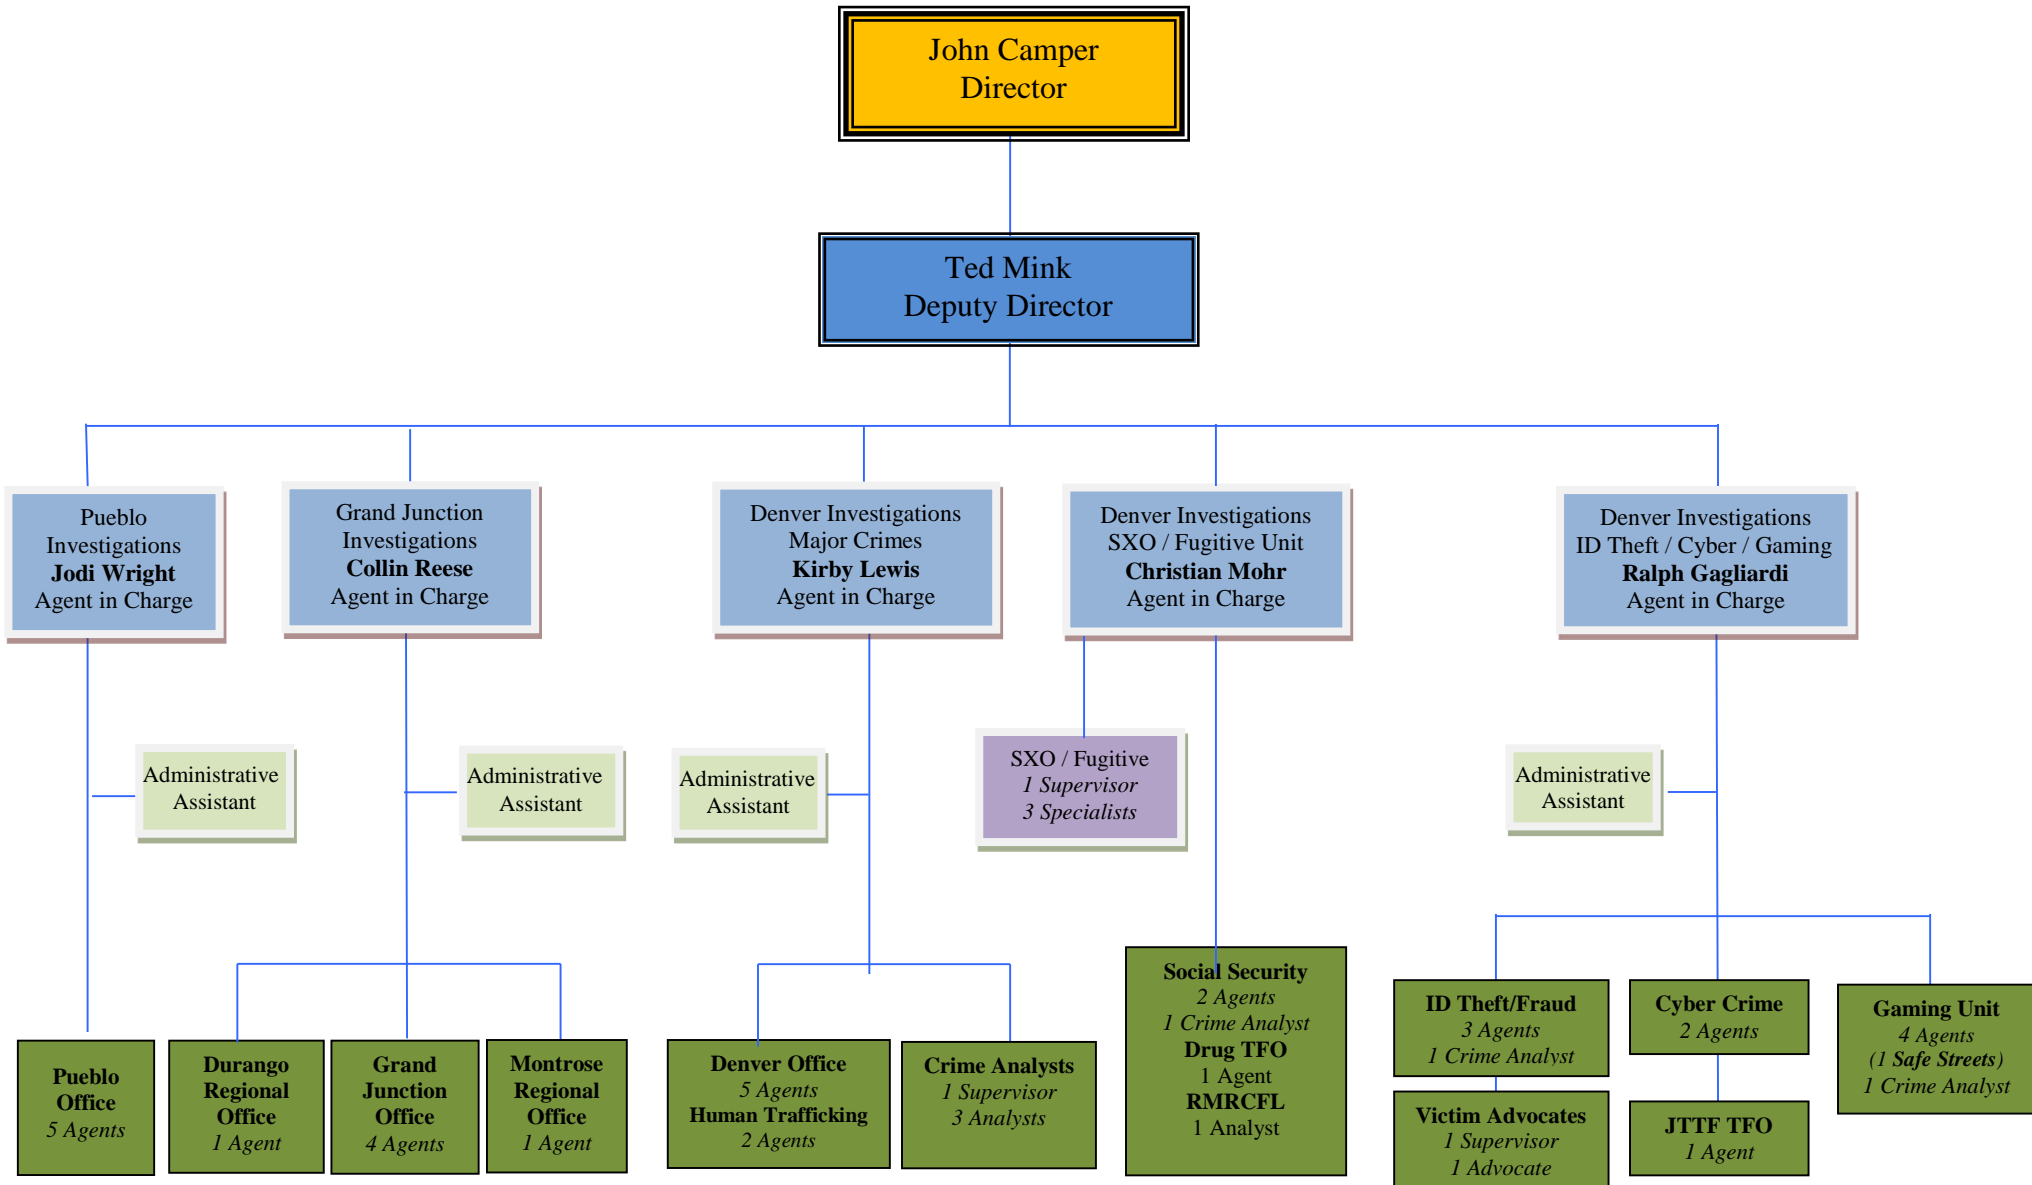 John Camper
Director
Ted Mink
Deputy Director
Pueblo
Investigations
Jodi Wright
Agent in Charge
Grand Junction
Investigations
Collin Reese
Agent in Charge
Denver Investigations
Major Crimes
Kirby Lewis
Agent in Charge
Denver Investigations
SXO / Fugitive Unit
Christian Mohr
Agent in Charge
Denver Investigations
ID Theft / Cyber / Gaming
Ralph Gagliardi
Agent in Charge
Administrative
Assistant
Administrative
Assistant
Administrative
Assistant
SXO / Fugitive
1 Supervisor
3 Specialists
Administrative
Assistant
Pueblo
Office
5 Agents
Durango
Regional
Office
1 Agent
Grand
Junction
Office
4 Agents
Montrose
Regional
Office
1 Agent
Denver Office
5 Agents
Human Trafficking
2 Agents
Crime Analysts
1 Supervisor
3 Analysts
Social Security
2 Agents
1 Crime Analyst
Drug TFO
1 Agent
RMRCFL
1 Analyst
ID Theft/Fraud
3 Agents
1 Crime Analyst
Victim Advocates
1 Supervisor
1 Advocate
Cyber Crime
2 Agents
JTTF TFO
1 Agent
Gaming Unit
4 Agents
(1 Safe Streets)
1 Crime Analyst